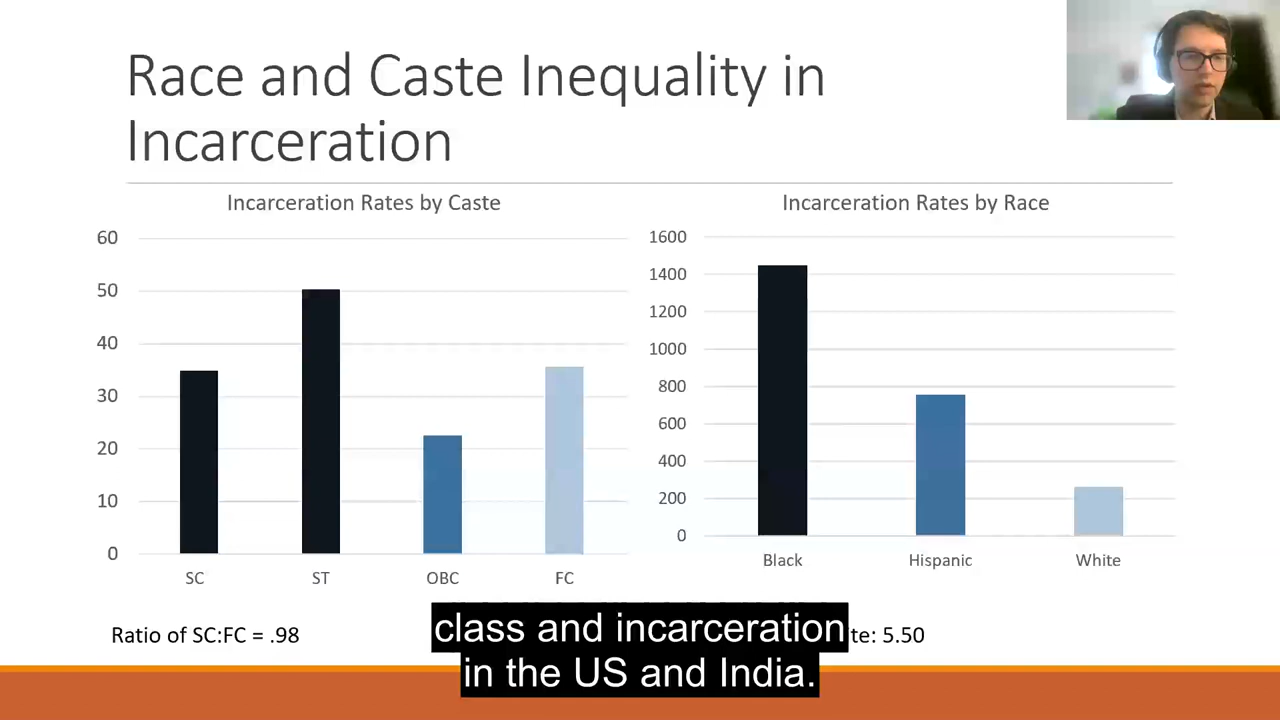 Race and Caste Inequality in
Incarceration
Incarceration Rates by Caste
60
50
40
30
20
10
0
SC ST OBC FC
Ratio of SC:FC = .98
Incarceration Rates by Race
1600
1400
1200
1000
800
600
400
200
0
Black Hispanic White
te: 5.50
class and incarceration
in the US and India.